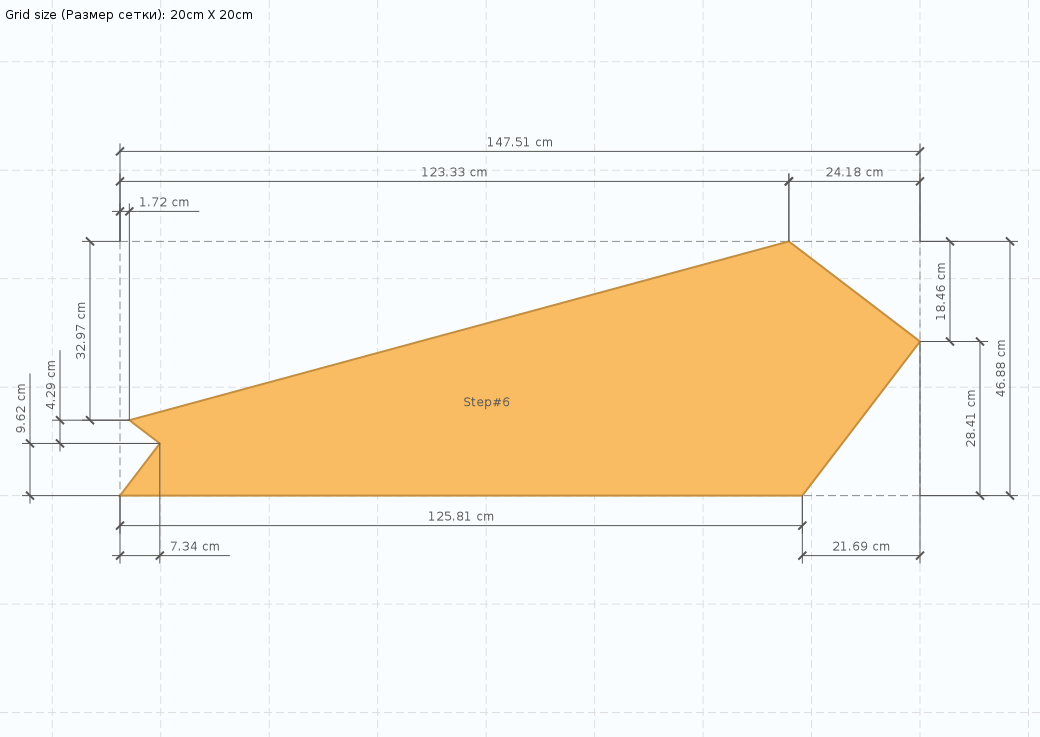 Grid size (Размер сетки): 20cm X 20cm
147.51 cm
123.33 cm
24.18 cm
1.72 cm
18.46 cm
32.97 cm
46.88 cm
4.29 cm
9.62 cm
Step#6
28.41 cm
125.81 cm
7.34 cm
21.69 cm